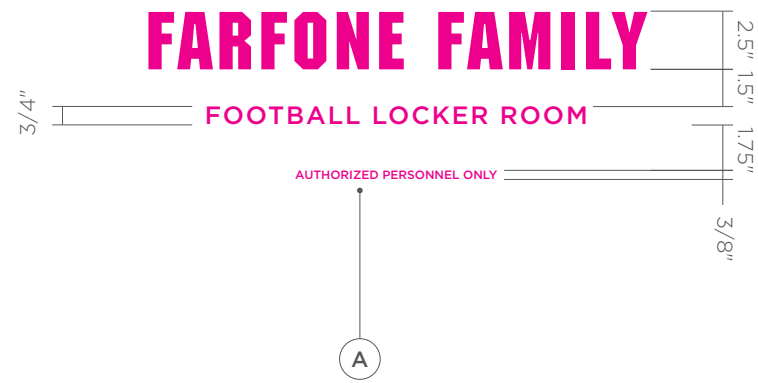 FARFONE FAMILY
2.5"
1.5"
3/4"
FOOTBALL LOCKER ROOM
1.75"
AUTHORIZED PERSONNEL ONLY
3/8"
A